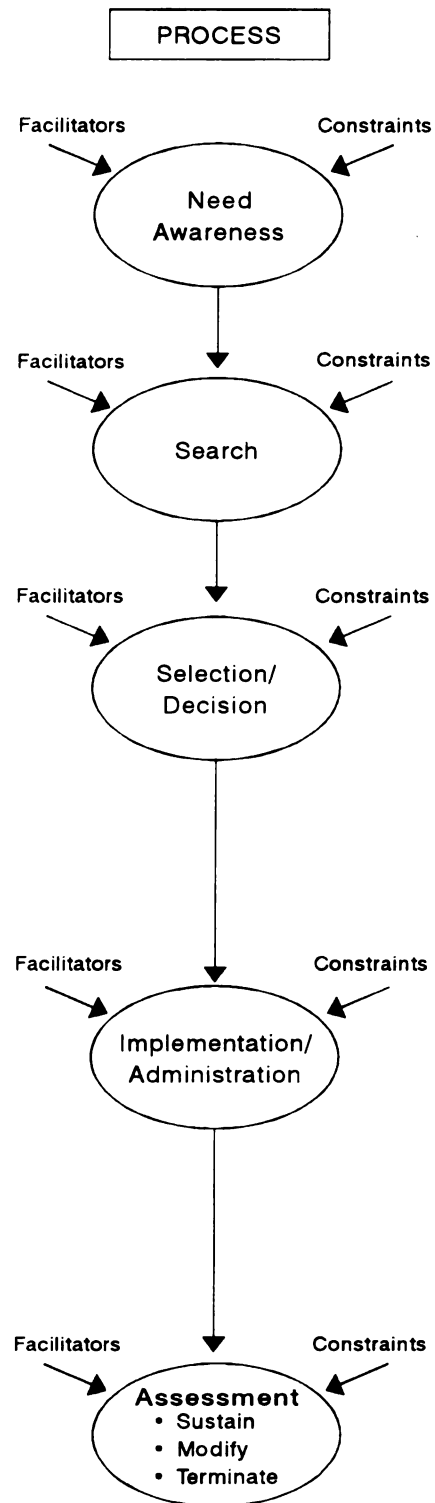 PROCESS
Facilitators Constraints
Need
Awareness
Facilitators Constraints
Search
Facilitators Constraints
Selection/
Decision
Facilitators Constraints
Implementation/
Administration
Facilitators Constraints
Assessment
• Sustain
• Modify
• Terminate